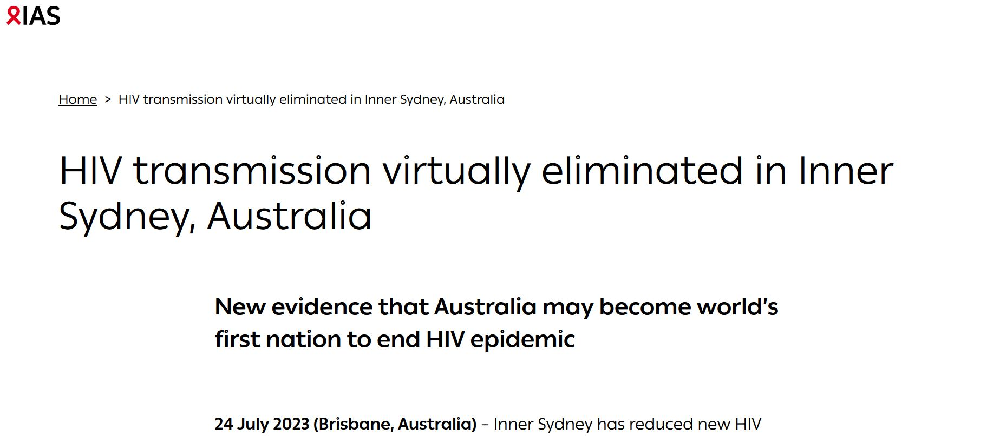 IAS
Home > HIV transmission virtually eliminated in Inner Sydney, Australia
HIV transmission virtually eliminated in Inner
Sydney, Australia
New evidence that Australia may become world’s
first nation to end HIV epidemic
24 July 2023 (Brisbane, Australia) – Inner Sydney has reduced new HIV